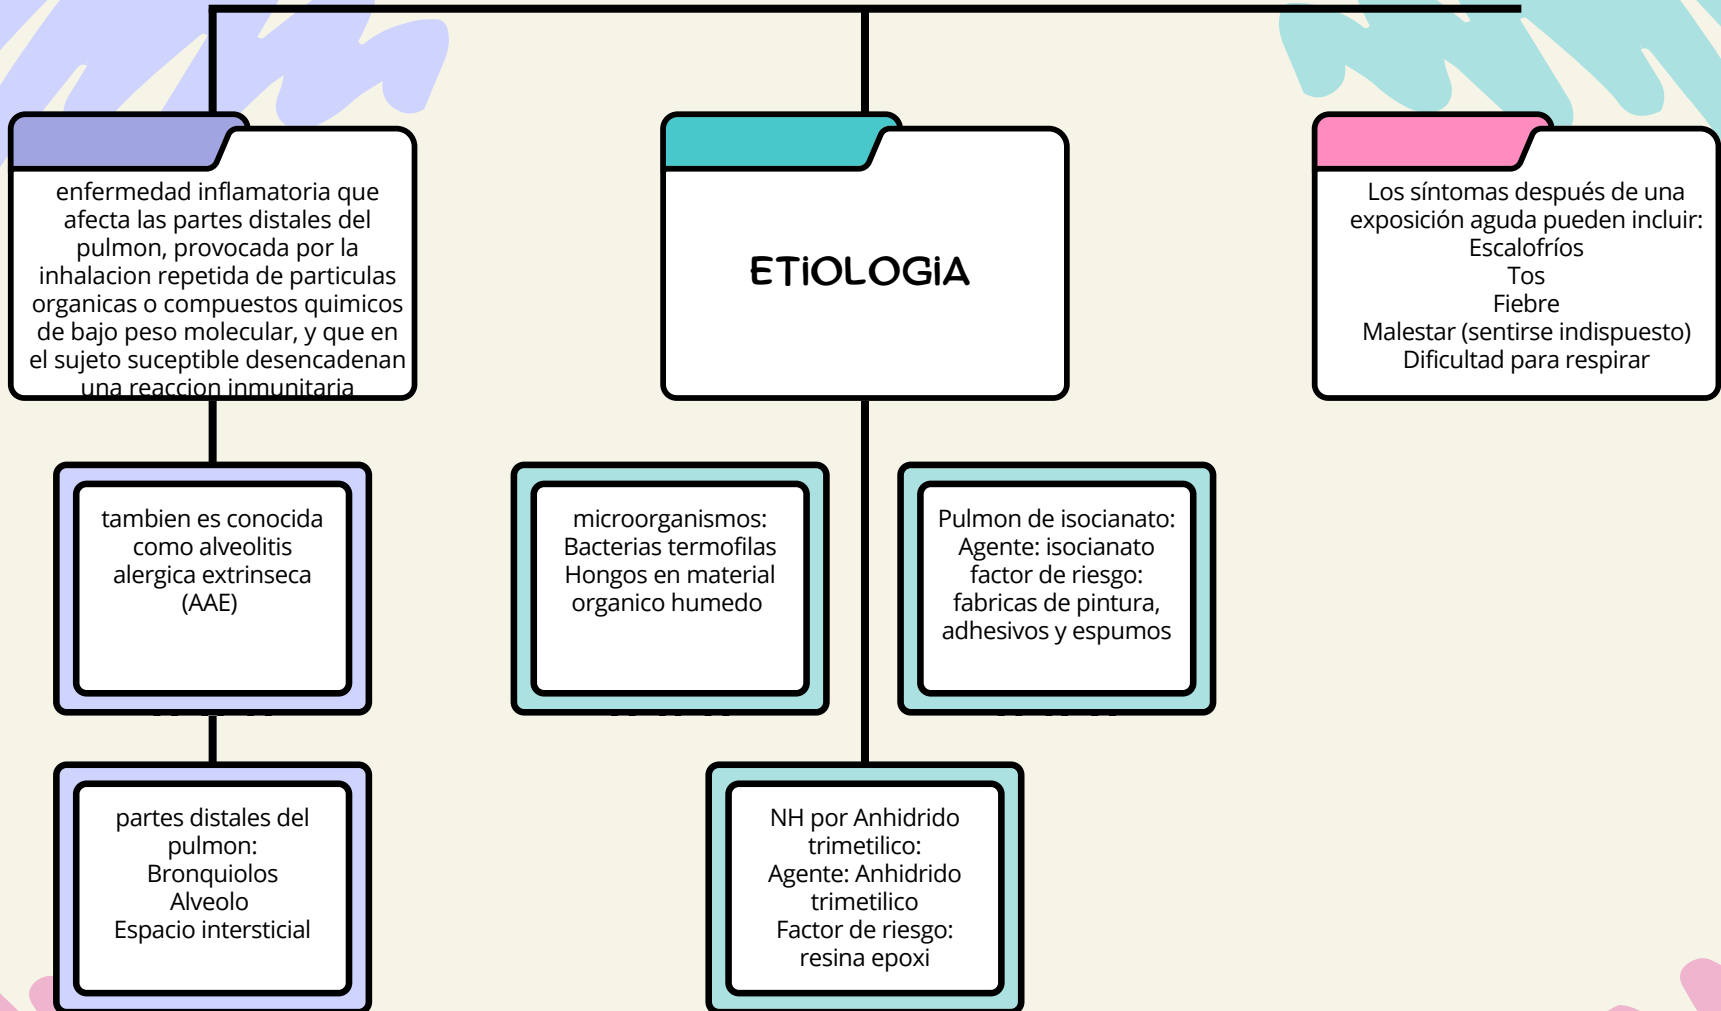 enfermedad inflamatoria que
afecta las partes distales del
pulmon, provocada por la
inhalacion repetida de particulas
organicas o compuestos quimicos
de bajo peso molecular, y que en
el sujeto suceptible desencadenan
una reaccion inmunitaria
ETiOLOGiA
Los síntomas después de una
exposición aguda pueden incluir:
Escalofríos
Tos
Fiebre
Malestar (sentirse indispuesto)
Dificultad para respirar
tambien es conocida
como alveolitis
alergica extrinseca
(AAE)
microorganismos:
Bacterias termofilas
Hongos en material
organico humedo
Pulmon de isocianato:
Agente: isocianato
factor de riesgo:
fabricas de pintura,
adhesivos y espumos
partes distales del
pulmon:
Bronquiolos
Alveolo
Espacio intersticial
NH por Anhidrido
trimetilico:
Agente: Anhidrido
trimetilico
Factor de riesgo:
resina epoxi